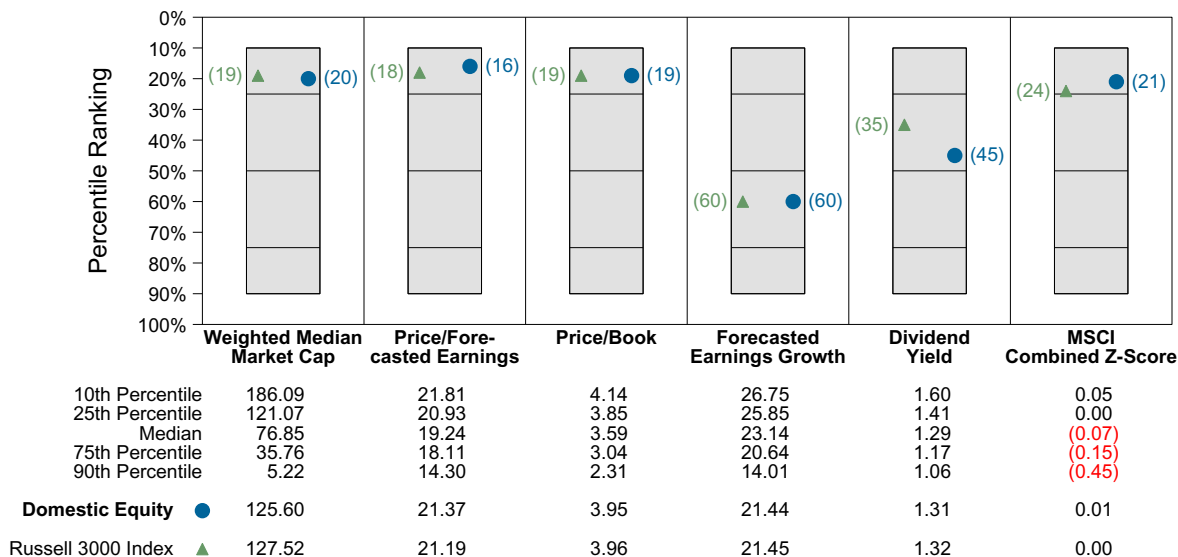 0%
10%
20%
30%
40%
50%
60%
70%
80%
90%
100%
Percentile Ranking
(19) (20)
(18) (16)
(19) (19)
(60) (60)
(35)
(45)
(24) (21)
Weighted Median
Market Cap
Price/Fore-
casted Earnings
Price/Book
Forecasted
Earnings Growth
Dividend
Yield
MSCI
Combined Z-Score
10th Percentile 186.09 21.81 4.14 26.75 1.60 0.05
25th Percentile 121.07 20.93 3.85 25.85 1.41 0.00
Median 76.85 19.24 3.59 23.14 1.29 (0.07)
75th Percentile 35.76 18.11 3.04 20.64 1.17 (0.15)
90th Percentile 5.22 14.30 2.31 14.01 1.06 (0.45)
Domestic Equity 125.60 21.37 3.95 21.44 1.31 0.01
Russell 3000 Index 127.52 21.19 3.96 21.45 1.32 0.00